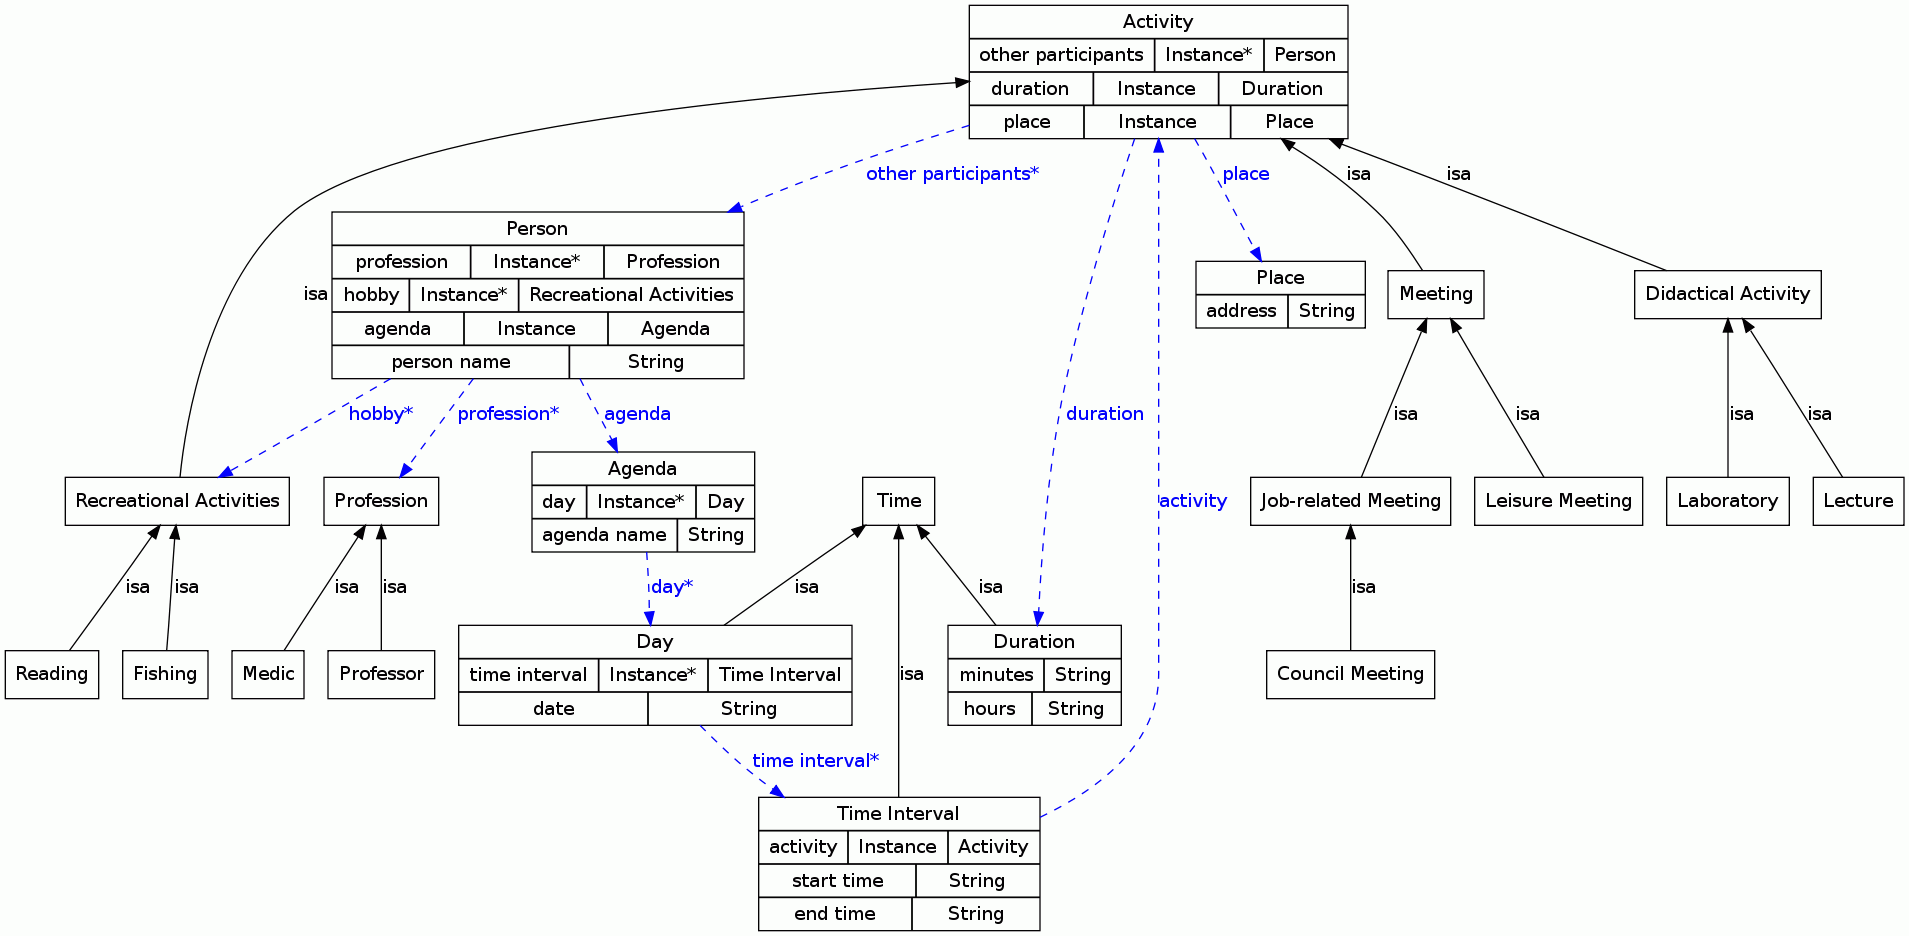 Activity
other participants Instance* Person
duration Instance Duration
place Instance Place
other participants*
place
isa
isa
Person
profession Instance* Profession
hobby Instance* Recreational Activities
agenda Instance Agenda
person name String
isa
Place
address String
Meeting
Didactical Activity
hobby*
profession*
agenda
duration
isa
isa
isa
isa
Recreational Activities
Profession
Agenda
day Instance* Day
agenda name String
Time
activity
Job-related Meeting
Leisure Meeting
Laboratory
Lecture
isa
isa
isa
isa
day*
isa
isa
isa
Reading
Fishing
Medic
Professor
Day
time interval Instance* Time Interval
date String
isa
Duration
minutes String
hours String
Council Meeting
time interval*
Time Interval
activity Instance Activity
start time String
end time String